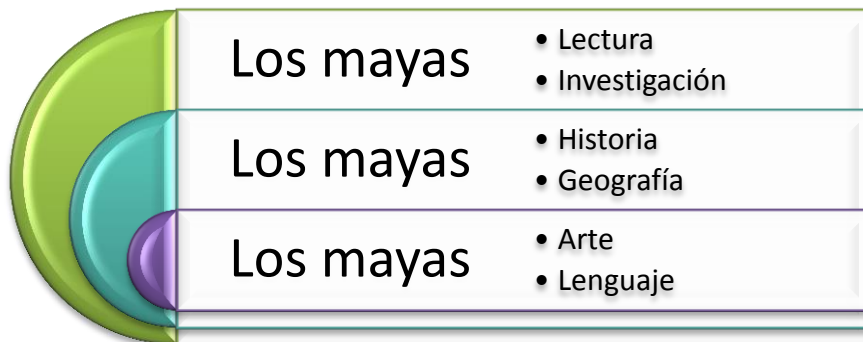 Los mayas
• Lectura
• Investigación
Los mayas
• Historia
• Geografía
Los mayas
• Arte
• Lenguaje